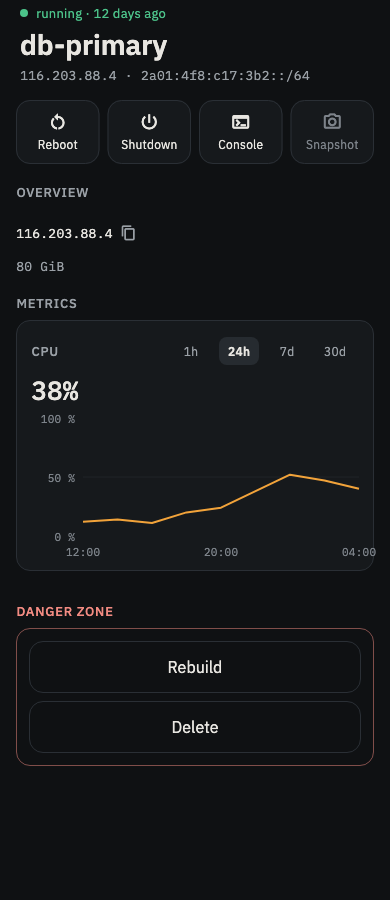 running · 12 days ago
db-primary
116.203.88.4 · 2a01:4f8:c17:3b2::/64
Reboot Shutdown Console Snapshot
OVERVIEW
116.203.88.4
80 GiB
METRICS
CPU 1h 24h 7d 30d
38%
100 %
50 %
0 %
12:00 20:00 04:00
DANGER ZONE
Rebuild
Delete